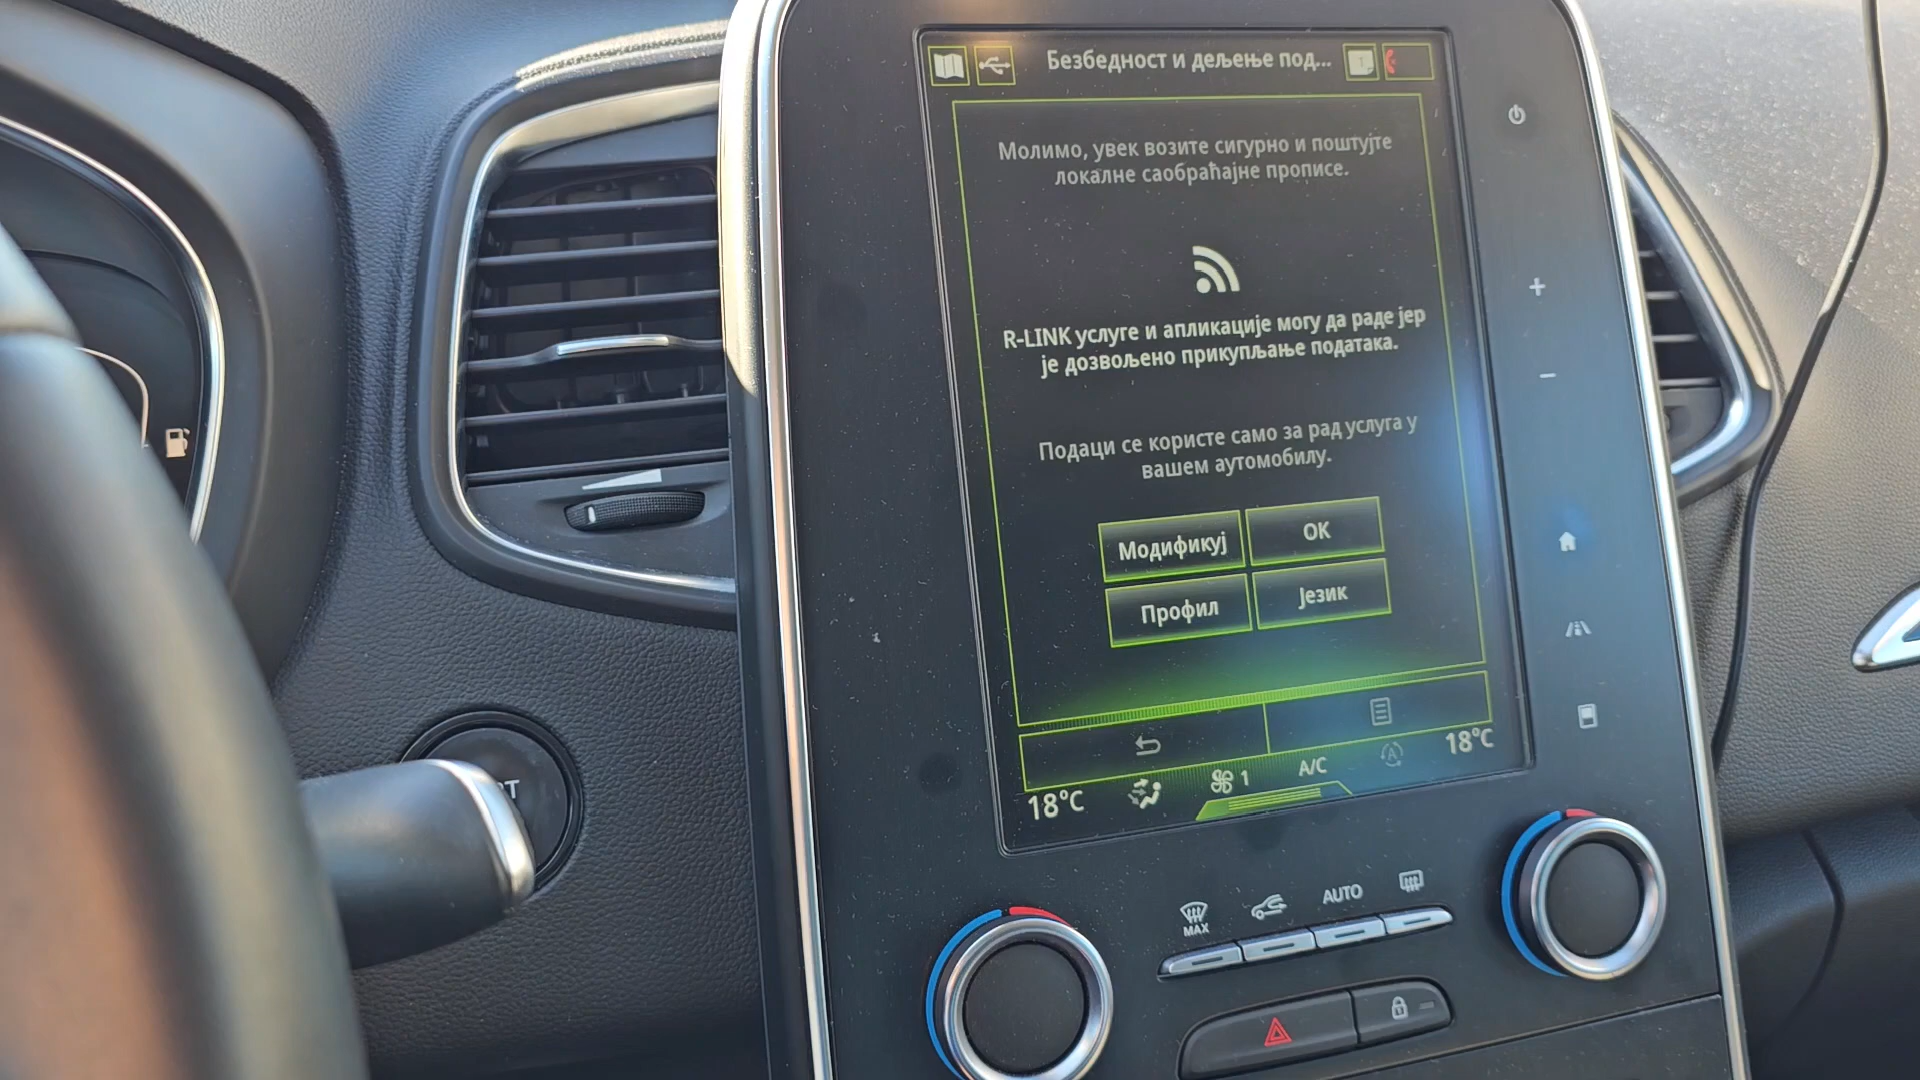 Безбедност и дељење под...
Молимо, увек возите сигурно и поштујте
локалне саобраћајне прописе.
R-LINK услуге и апликације могу да раде јер
је дозвољено прикупљање података.
Подаци се користе само за рад услуга у
вашем аутомобилу.
Модификуј
OK
Профил
Језик
18°C
1
A/C
18°C
MAX
AUTO